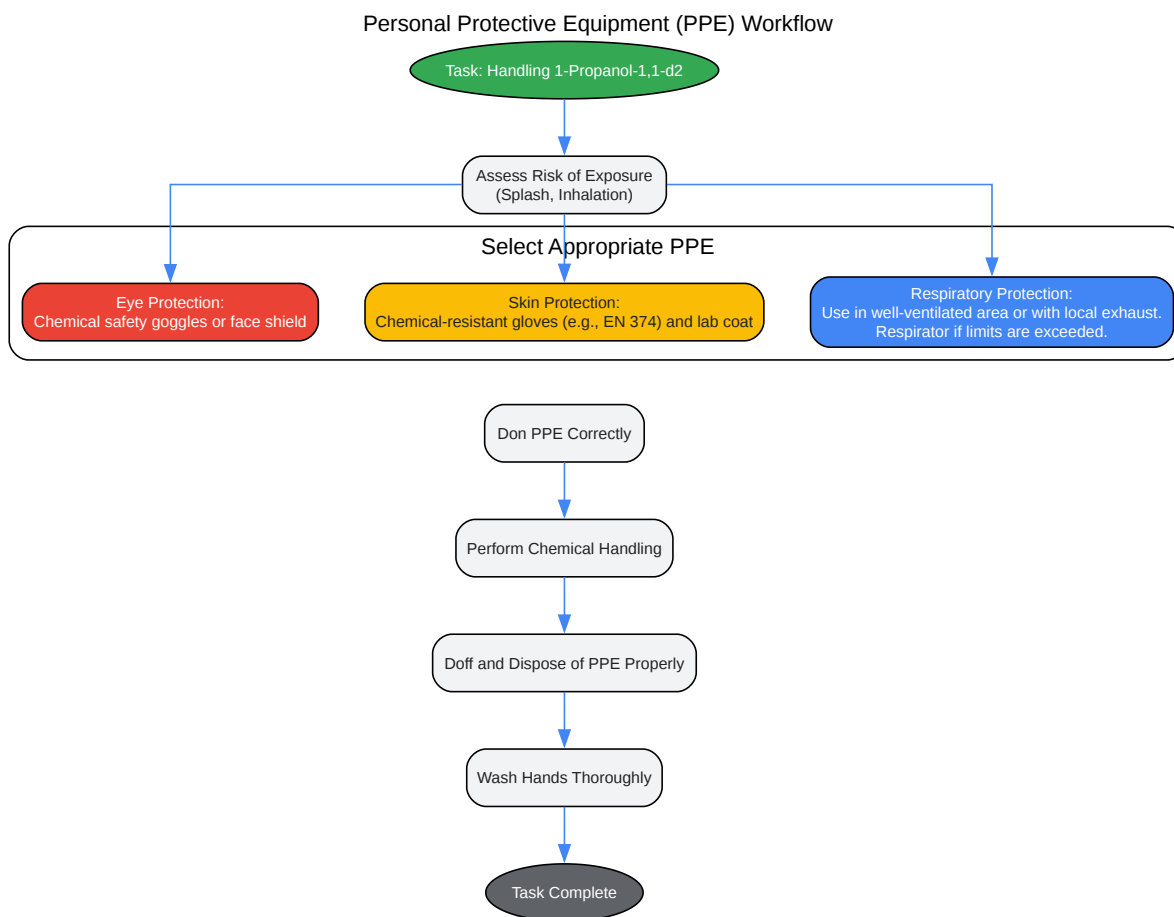 Personal Protective Equipment (PPE) Workflow
Task: Handling 1-Propanol-1,1-d2
Assess Risk of Exposure
(Splash, Inhalation)
Select Appropriate PPE
Eye Protection:
Chemical safety goggles or face shield
Skin Protection:
Chemical-resistant gloves (e.g., EN 374) and lab coat
Respiratory Protection:
Use in well-ventilated area or with local exhaust.
Respirator if limits are exceeded.
Don PPE Correctly
Perform Chemical Handling
Doff and Dispose of PPE Properly
Wash Hands Thoroughly
Task Complete